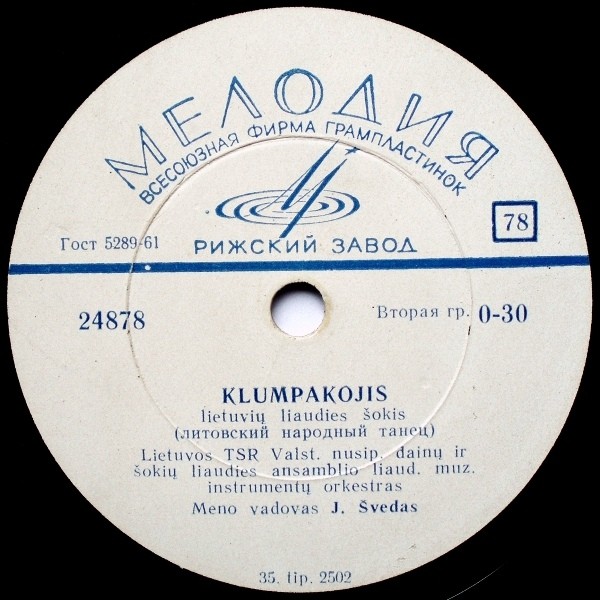 МЕЛОДИЯ
ВСЕСОЮЗНАЯ ФИРМА ГРАМПЛАСТИНОК
Гост 5289-61
РИЖСКИЙ ЗАВОД
78
24878
Вторая гр. 0-30
KLUMPAKOJIS
lietuvių liaudies šokis
(литовский народный танец)
Lietuvos TSR Valst. nusip. dainų ir
šokių liaudies ansamblio liaud. muz.
instrumentų orkestras
Meno vadovas J. Švedas
35. tip. 2502